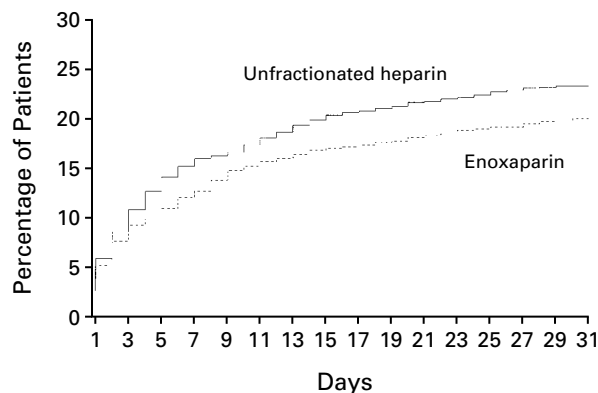 30
25
20
15
10
5
0
Percentage of Patients
Unfractionated heparin
Enoxaparin
1 3 5 7 9 11 13 15 17 19 21 23 25 27 29 31
Days